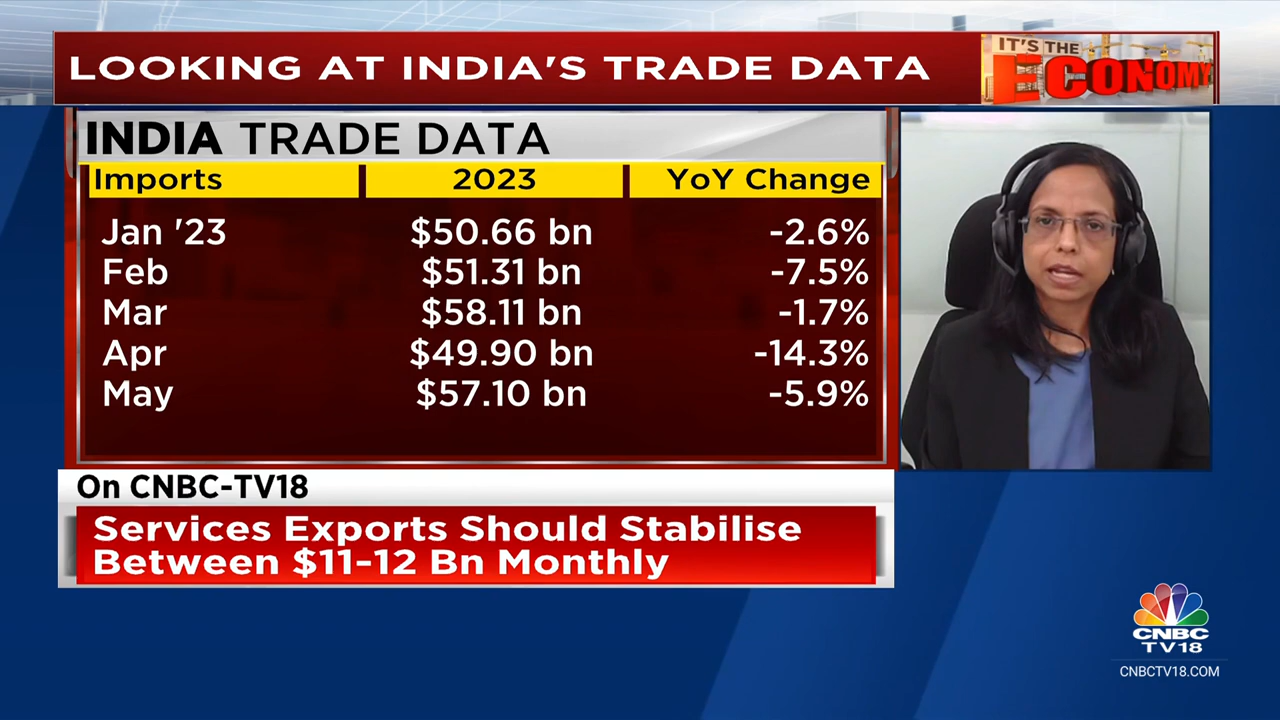 LOOKING AT INDIA'S TRADE DATA
IT'S THE
ECONOMY
INDIA TRADE DATA
Imports 2023 YoY Change
Jan '23 $50.66 bn -2.6%
Feb $51.31 bn -7.5%
Mar $58.11 bn -1.7%
Apr $49.90 bn -14.3%
May $57.10 bn -5.9%
On CNBC-TV18
Services Exports Should Stabilise
Between $11-12 Bn Monthly
CNBC
TV18
CNBCTV18.COM